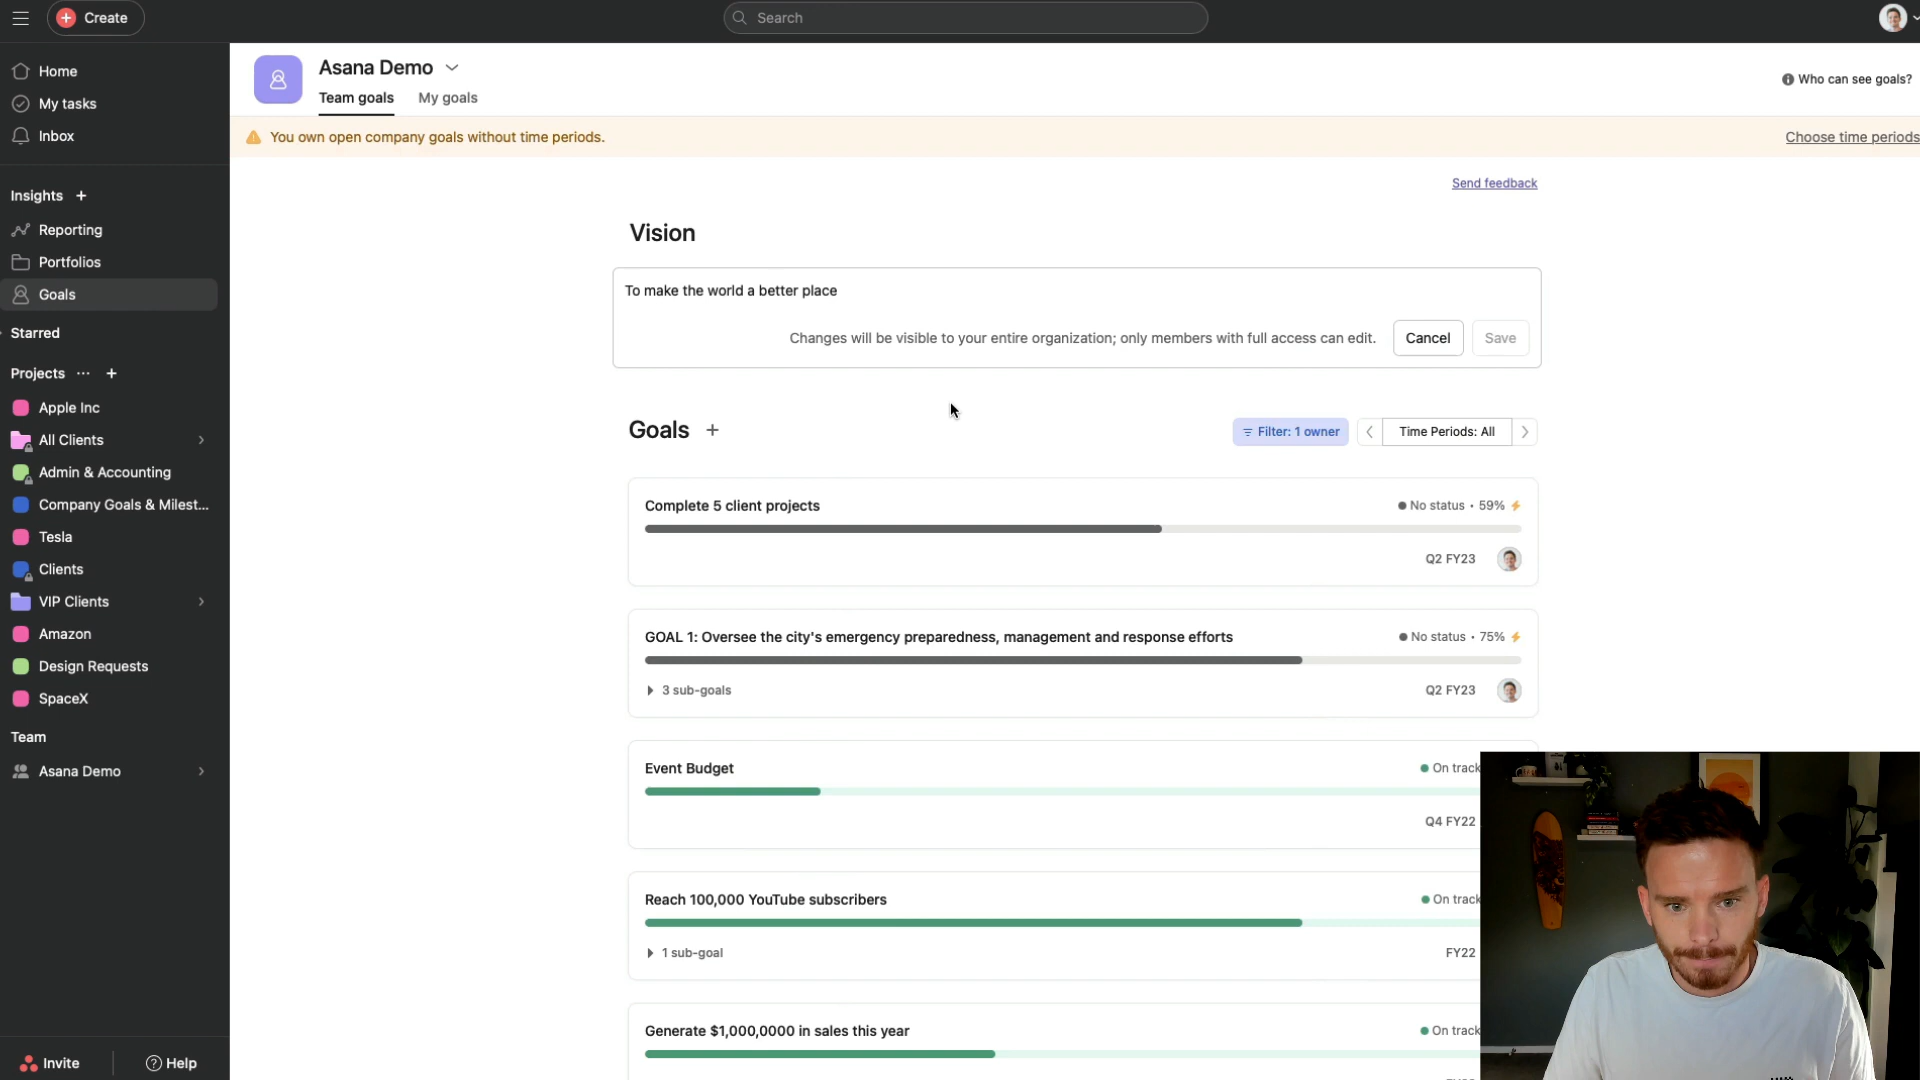 Create
Search
Home
My tasks
Inbox
Insights +
Reporting
Portfolios
Goals
Starred
Projects ... +
Apple Inc
All Clients
Admin & Accounting
Company Goals & Milest...
Tesla
Clients
VIP Clients
Amazon
Design Requests
SpaceX
Team
Asana Demo
Invite
Help
Asana Demo
Team goals My goals
Who can see goals?
You own open company goals without time periods.
Choose time periods
Send feedback
Vision
To make the world a better place
Changes will be visible to your entire organization; only members with full access can edit. Cancel Save
Goals +
Filter: 1 owner Time Periods: All
Complete 5 client projects
No status • 59%
Q2 FY23
GOAL 1: Oversee the city's emergency preparedness, management and response efforts
No status • 75%
3 sub-goals
Q2 FY23
Event Budget
On track
Q4 FY22
Reach 100,000 YouTube subscribers
On track
1 sub-goal
FY22
Generate $1,000,0000 in sales this year
On track